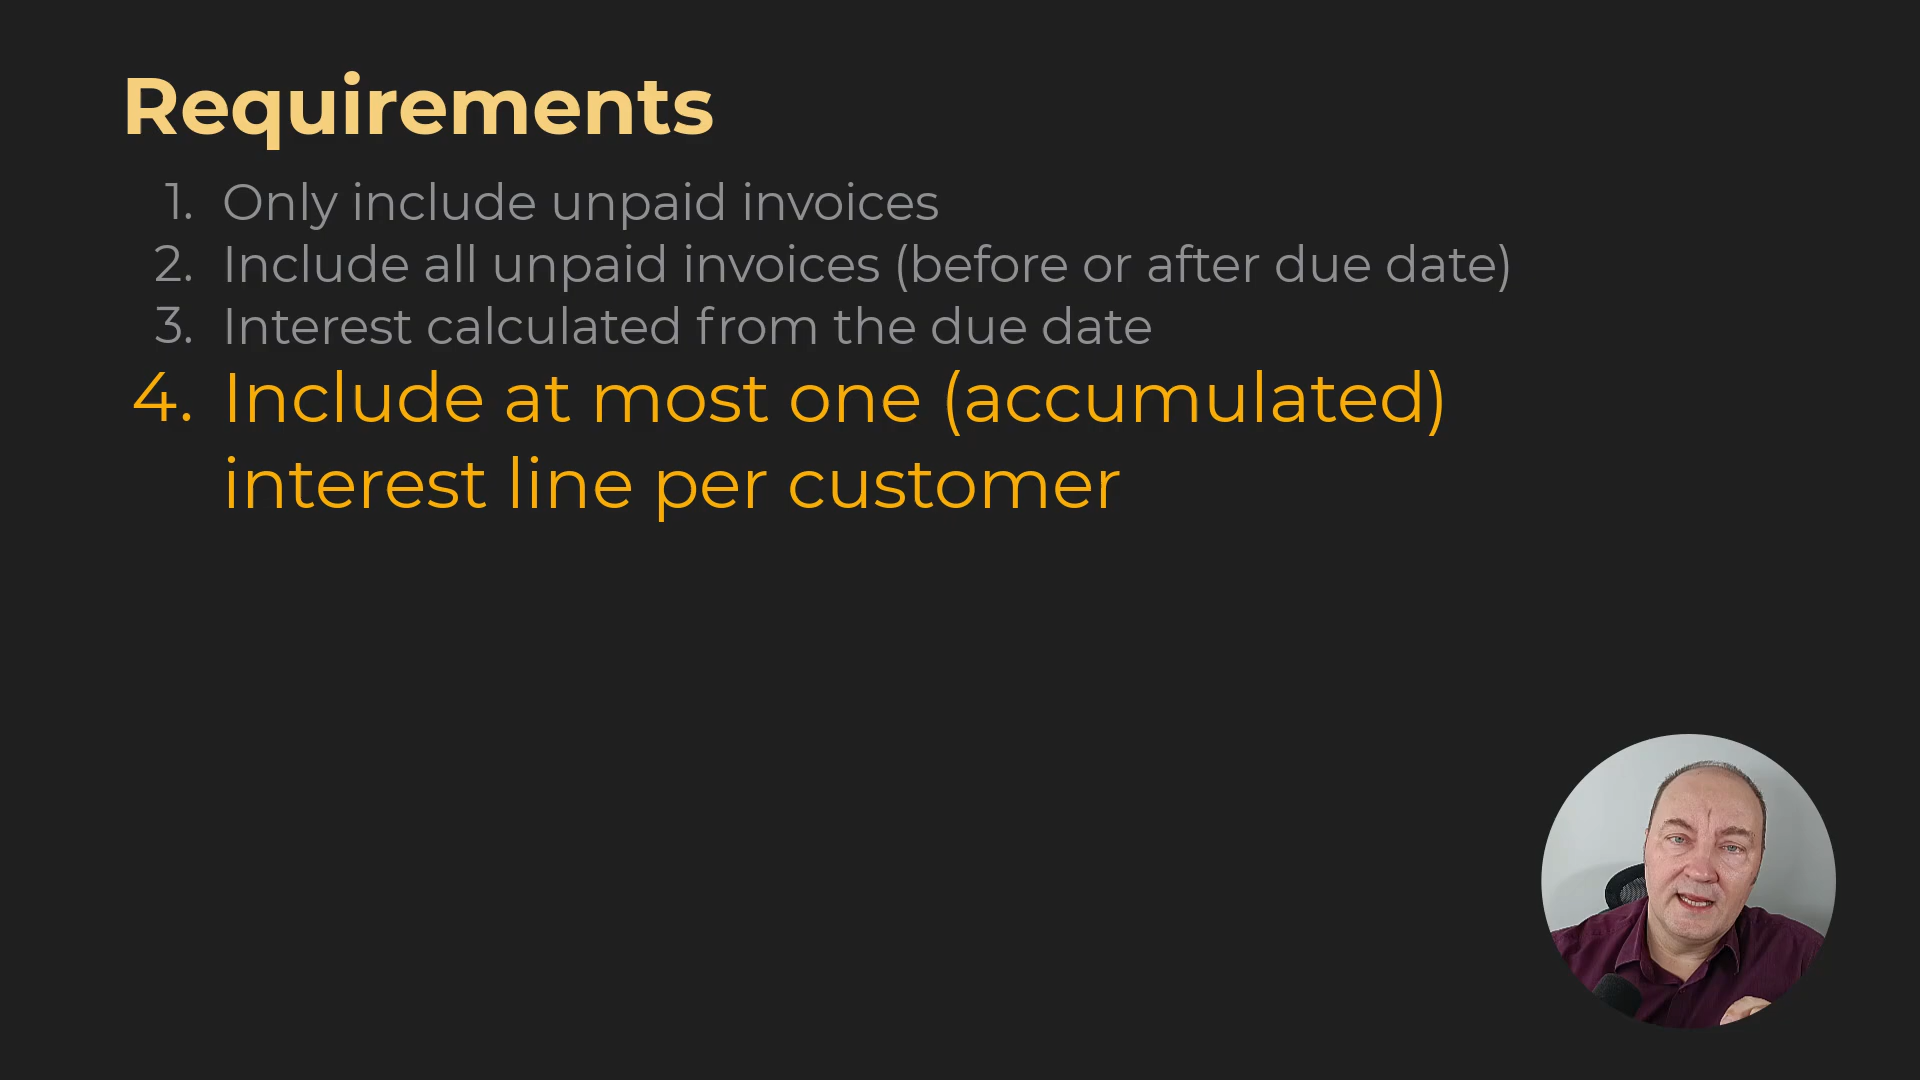 Requirements
1. Only include unpaid invoices
2. Include all unpaid invoices (before or after due date)
3. Interest calculated from the due date
4. Include at most one (accumulated)
interest line per customer